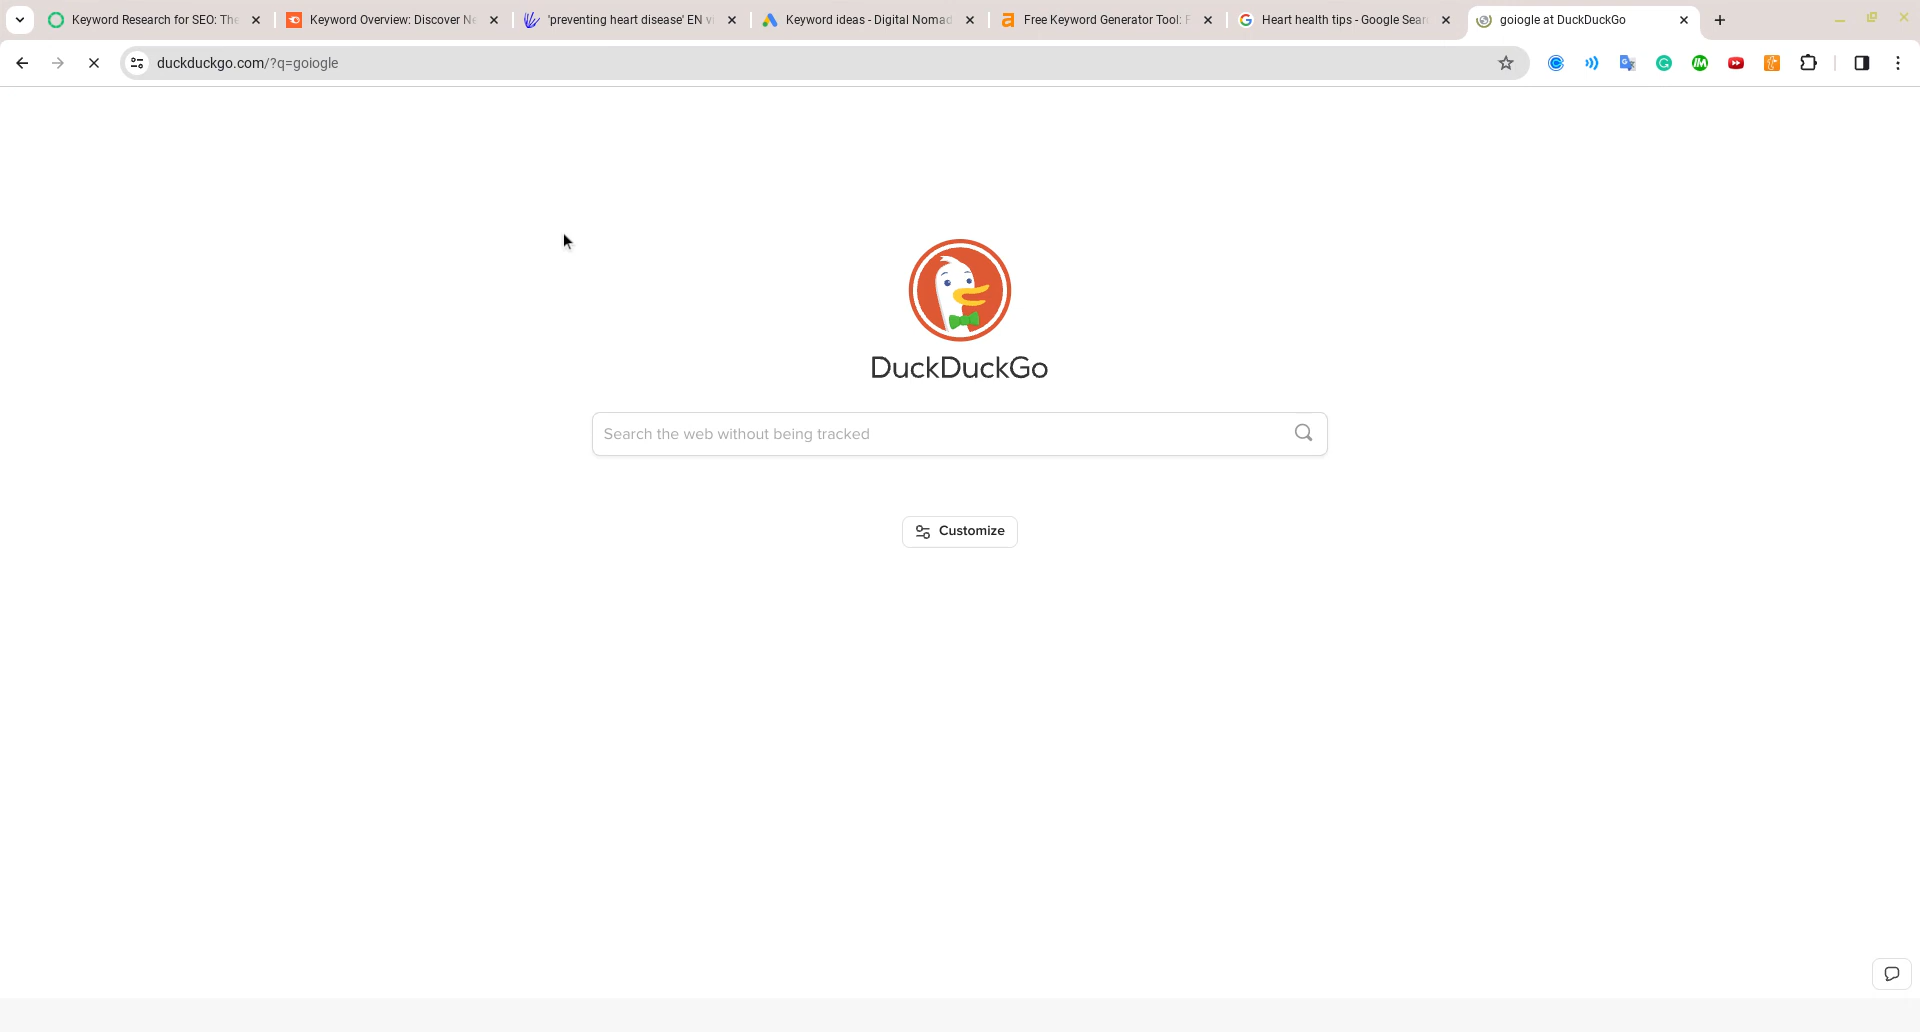 Keyword Research for SEO: The
Keyword Overview: Discover Ne
'preventing heart disease' EN vi
Keyword ideas - Digital Nomad
Free Keyword Generator Tool: F
Heart health tips - Google Sear
goiogle at DuckDuckGo
duckduckgo.com/?q=goiogle
DuckDuckGo
Search the web without being tracked
Customize